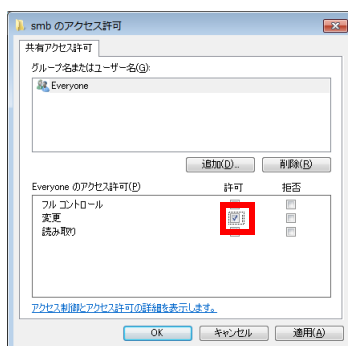 smb のアクセス許可
共有アクセス許可
グループ名またはユーザー名(G):
Everyone
追加(D)... 削除(R)
Everyone のアクセス許可(P) 許可 拒否
フル コントロール
変更
読み取り
アクセス制御とアクセス許可の詳細を表示します。
OK キャンセル 適用(A)